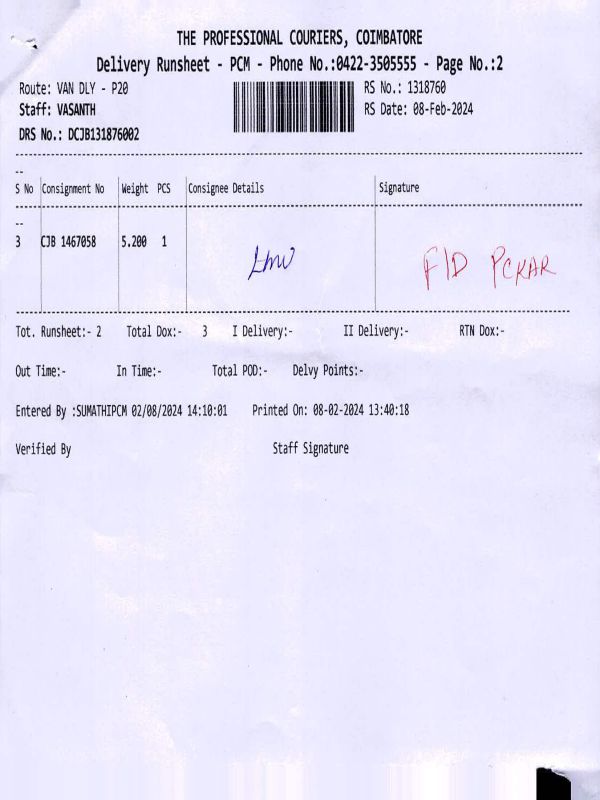 THE PROFESSIONAL COURIERS, COIMBATORE
Delivery Runsheet - PCM - Phone No.:0422-3505555 - Page No.:2
Route: VAN DLY - P20
RS No.: 1318760
Staff: VASANTH
RS Date: 08-Feb-2024
DRS No.: DCJB131876002
S No Consignment No Weight PCS Consignee Details Signature
3 CJB 1467058 5.200 1
F/D PCKAR
Tot. Runsheet:- 2 Total Dox:- 3 I Delivery:- II Delivery:- RTN Dox:-
Out Time:- In Time:- Total POD:- Delvy Points:-
Entered By :SUMATHIPCM 02/08/2024 14:10:01 Printed On: 08-02-2024 13:40:18
Verified By Staff Signature